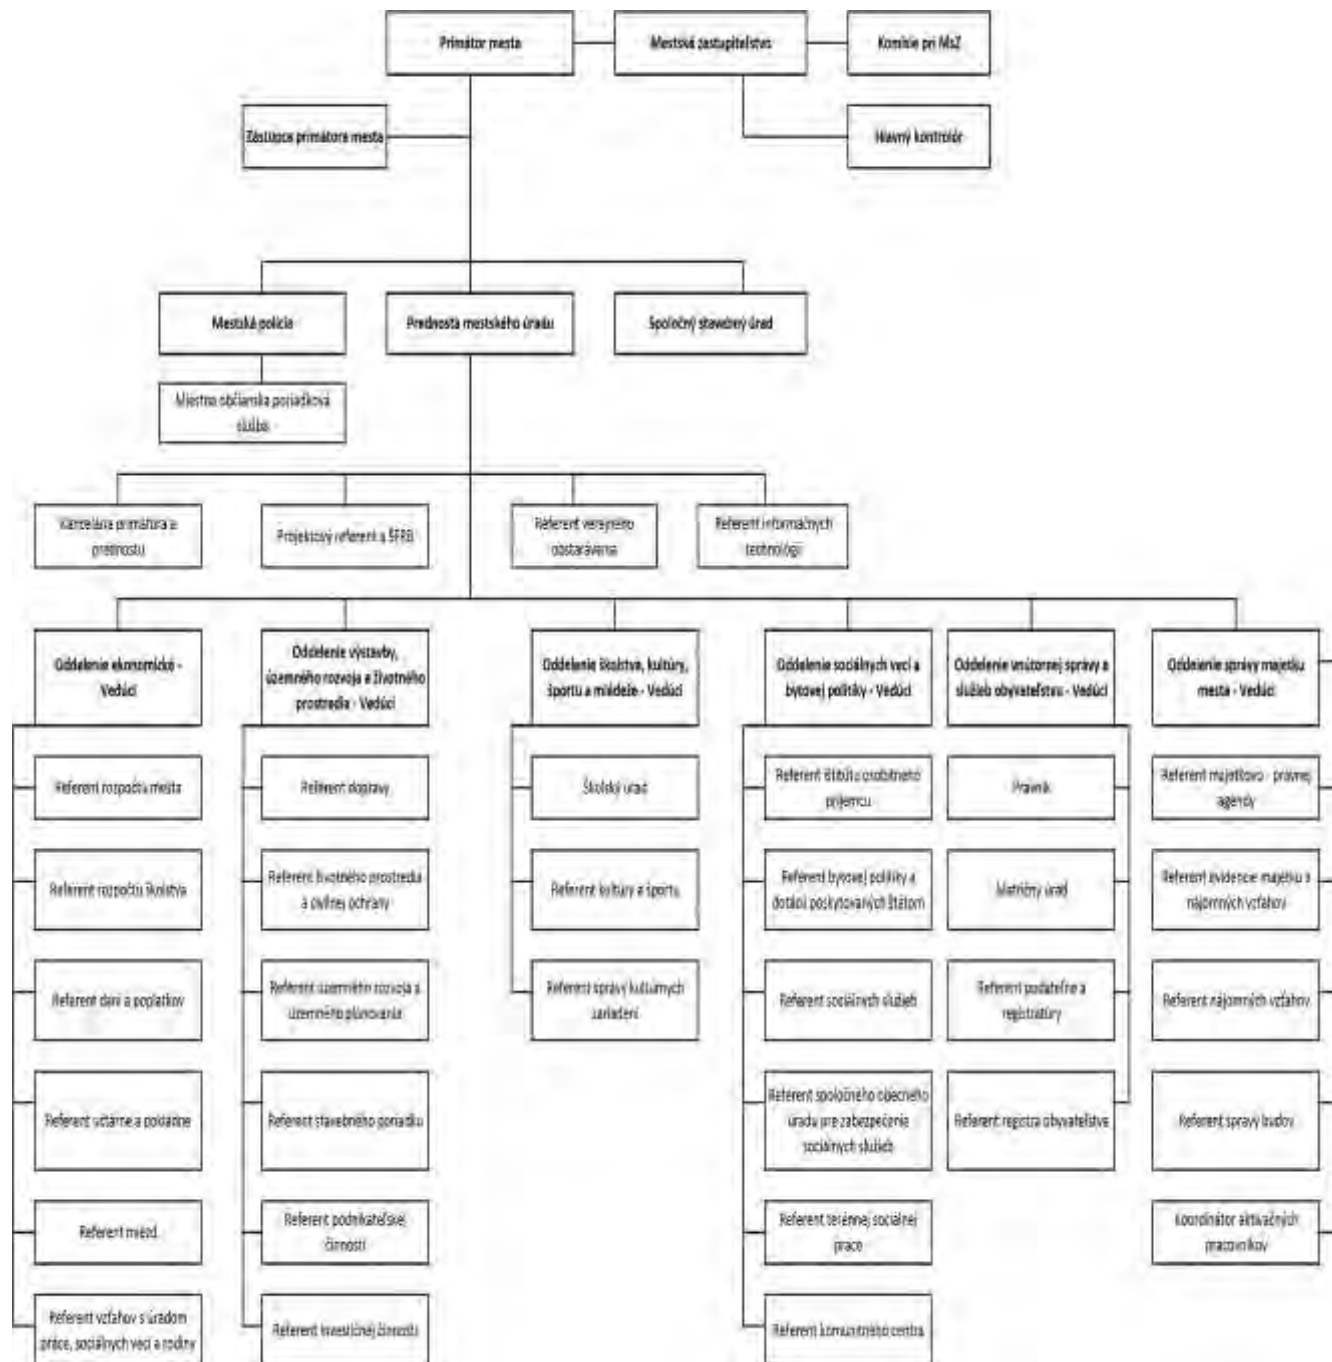 Primátor mesta
Mestské zastupiteľstvo
Komisie pri MsZ
Zástupca primátora mesta
Hlavný kontrolór
Mestská polícia
Prednosta mestského úradu
Spoločný stavebný úrad
Miestna občianska poriadková
služba
Kancelária primátora a
prednostu
Projektový referent a ŠFRB
Referent verejného
obstarávania
Referent informačných
technológií
Oddelenie ekonomické -
Vedúci
Oddelenie výstavby,
územného rozvoja a životného
prostredia - Vedúci
Oddelenie školstva, kultúry,
športu a mládeže - Vedúci
Oddelenie sociálnych vecí a
bytovej politiky - Vedúci
Oddelenie vnútornej správy a
služieb obyvateľstvu - Vedúci
Oddelenie správy majetku
mesta - Vedúci
Referent rozpočtu mesta
Referent dopravy
Školský úrad
Referent inštitútu osobitného
príjemcu
Právnik
Referent majetkovo - právnej
agendy
Referent rozpočtu školstva
Referent životného prostredia
a civilnej ochrany
Referent kultúry a športu
Referent bytovej politiky a
dotácií poskytovaných štátom
Matričný úrad
Referent evidencie majetku a
nájomných vzťahov
Referent daní a poplatkov
Referent územného rozvoja a
územného plánovania
Referent správy kultúrnych
zariadení
Referent sociálnych služieb
Referent podateľne a
registratúry
Referent nájomných vzťahov
Referent učtárne a pokladne
Referent stavebného poriadku
Referent spoločného obecného
úradu pre zabezpečenie
sociálnych služieb
Referent registra obyvateľstva
Referent správy budov
Referent miezd
Referent podnikateľskej
činnosti
Referent terénnej sociálnej
práce
Koordinátor aktivačných
pracovníkov
Referent vzťahov s úradom
práce, sociálnych vecí a rodiny
Referent investičnej činnosti
Referent komunitného centra